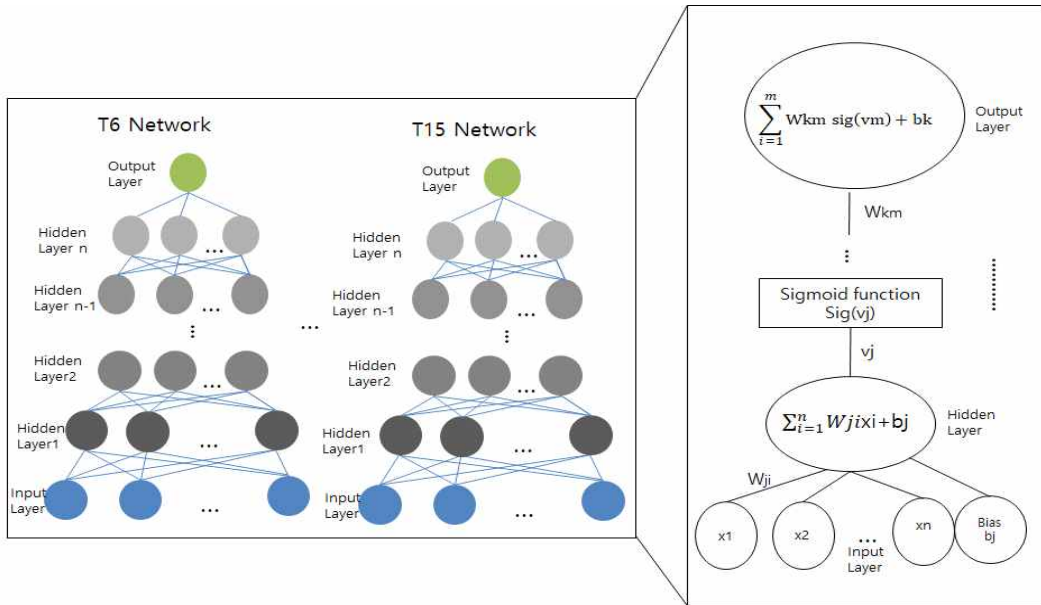 T6 Network
Output
Layer
Hidden
Layer n
...
Hidden
Layer n-1
...
Hidden
Layer2
...
Hidden
Layer1
...
Input
Layer
...
...
T15 Network
Output
Layer
Hidden
Layer n
...
Hidden
Layer n-1
...
Hidden
Layer2
...
Hidden
Layer1
...
Input
Layer
...
∑_{i=1}^{m} Wkm sig(vm) + bk
Output
Layer
Wkm
Sigmoid function
Sig(vj)
vj
∑_{i=1}^{n} Wjixi+bj
Hidden
Layer
Wji
x1
x2
...
xn
Bias
bj
Input
Layer